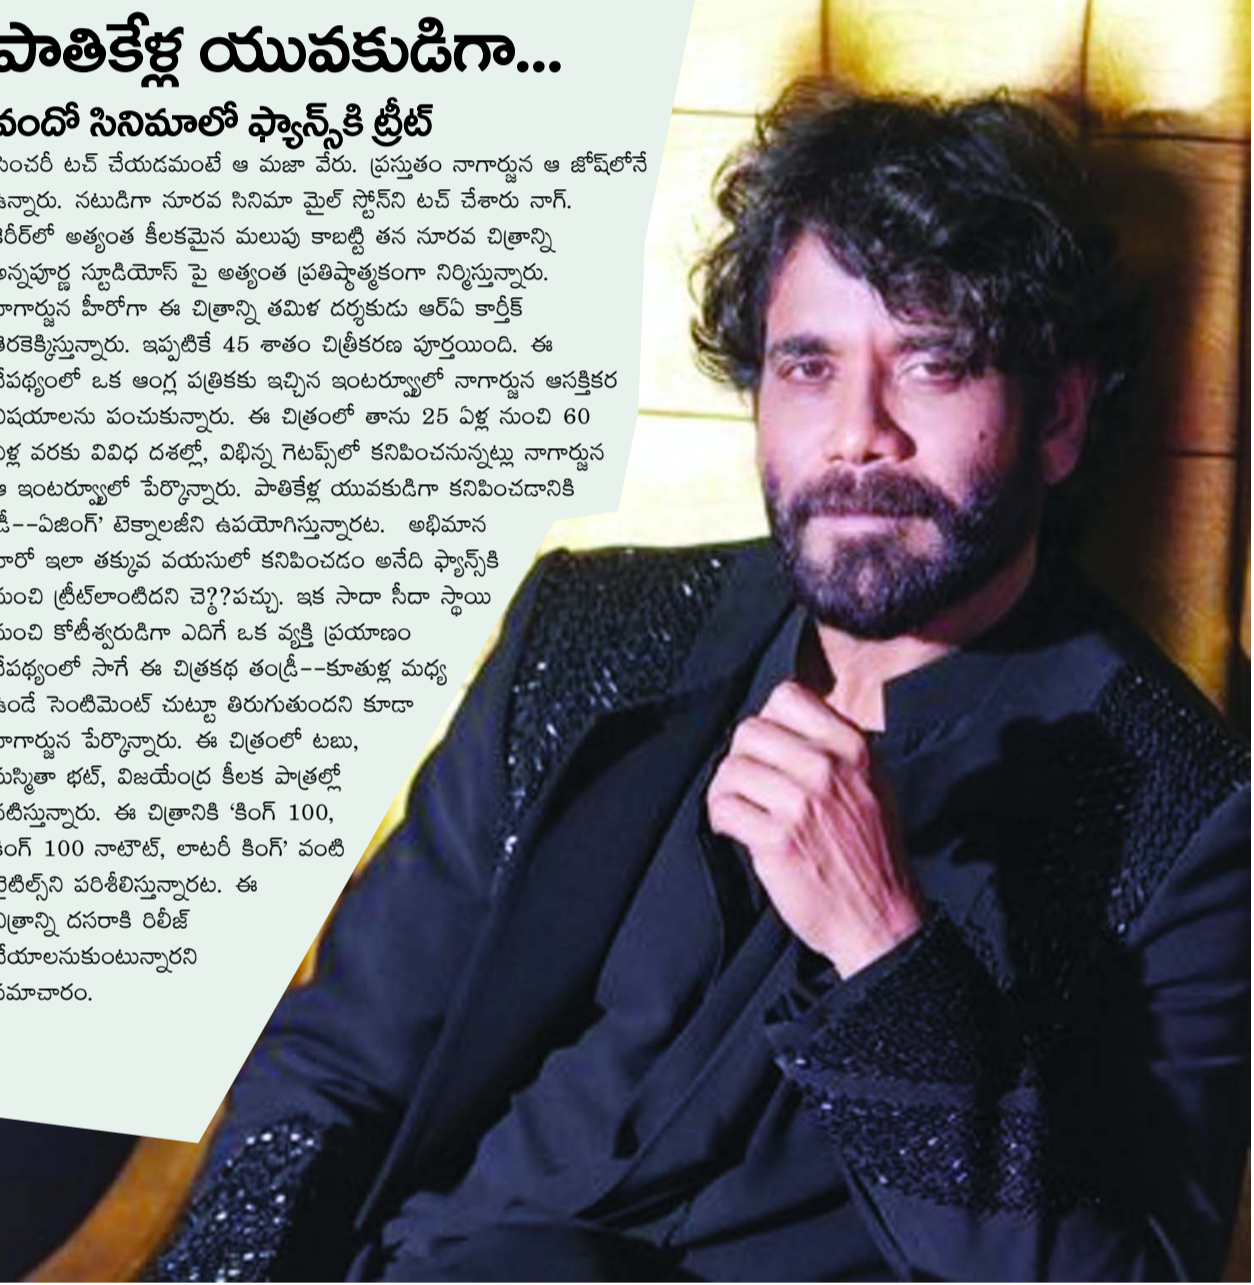 పాతికేళ్ల యువకుడిగా...
వందో సినిమాలో ఫ్యాన్స్‌కి ట్రీట్
సెంచరీ టచ్ చేయడమంటే ఆ మజా వేరు. ప్రస్తుతం నాగార్జున ఆ జోష్‌లోనే
ఉన్నారు. నటుడిగా నూరవ సినిమా మైల్ స్టోన్‌ని టచ్ చేశారు నాగ్.
కెరీర్‌లో అత్యంత కీలకమైన మలుపు కాబట్టి తన నూరవ చిత్రాన్ని
అన్నపూర్ణ స్టూడియోస్ పై అత్యంత ప్రతిష్ఠాత్మకంగా నిర్మిస్తున్నారు.
నాగార్జున హీరోగా ఈ చిత్రాన్ని తమిళ దర్శకుడు ఆర్ఏ కార్తీక్
తెరకెక్కిస్తున్నారు. ఇప్పటికే 45 శాతం చిత్రీకరణ పూర్తయింది. ఈ
నేపథ్యంలో ఒక ఆంగ్ల పత్రికకు ఇచ్చిన ఇంటర్వ్యూలో నాగార్జున ఆసక్తికర
విషయాలను పంచుకున్నారు. ఈ చిత్రంలో తాను 25 ఏళ్ల నుంచి 60
ఏళ్ల వరకు వివిధ దశల్లో, విభిన్న గెటప్స్‌లో కనిపించనున్నట్లు నాగార్జున
ఆ ఇంటర్వ్యూలో పేర్కొన్నారు. పాతికేళ్ల యువకుడిగా కనిపించడానికి
డీ--ఏజింగ్’ టెక్నాలజీని ఉపయోగిస్తున్నారట. అభిమాన
హీరో ఇలా తక్కువ వయసులో కనిపించడం అనేది ఫ్యాన్స్‌కి
మంచి ట్రీట్‌లాంటిదని చె??పచ్చు. ఇక సాదా సీదా స్థాయి
నుంచి కోటీశ్వరుడిగా ఎదిగే ఒక వ్యక్తి ప్రయాణం
నేపథ్యంలో సాగే ఈ చిత్రకథ తండ్రీ--కూతుళ్ల మధ్య
ఉండే సెంటిమెంట్ చుట్టూ తిరుగుతుందని కూడా
నాగార్జున పేర్కొన్నారు. ఈ చిత్రంలో టబు,
సుస్మితా భట్, విజయేంద్ర కీలక పాత్రల్లో
నటిస్తున్నారు. ఈ చిత్రానికి ‘కింగ్ 100,
కింగ్ 100 నాటౌట్, లాటరీ కింగ్’ వంటి
టైటిల్స్‌ని పరిశీలిస్తున్నారట. ఈ
చిత్రాన్ని దసరాకి రిలీజ్
చేయాలనుకుంటున్నారని
సమాచారం.